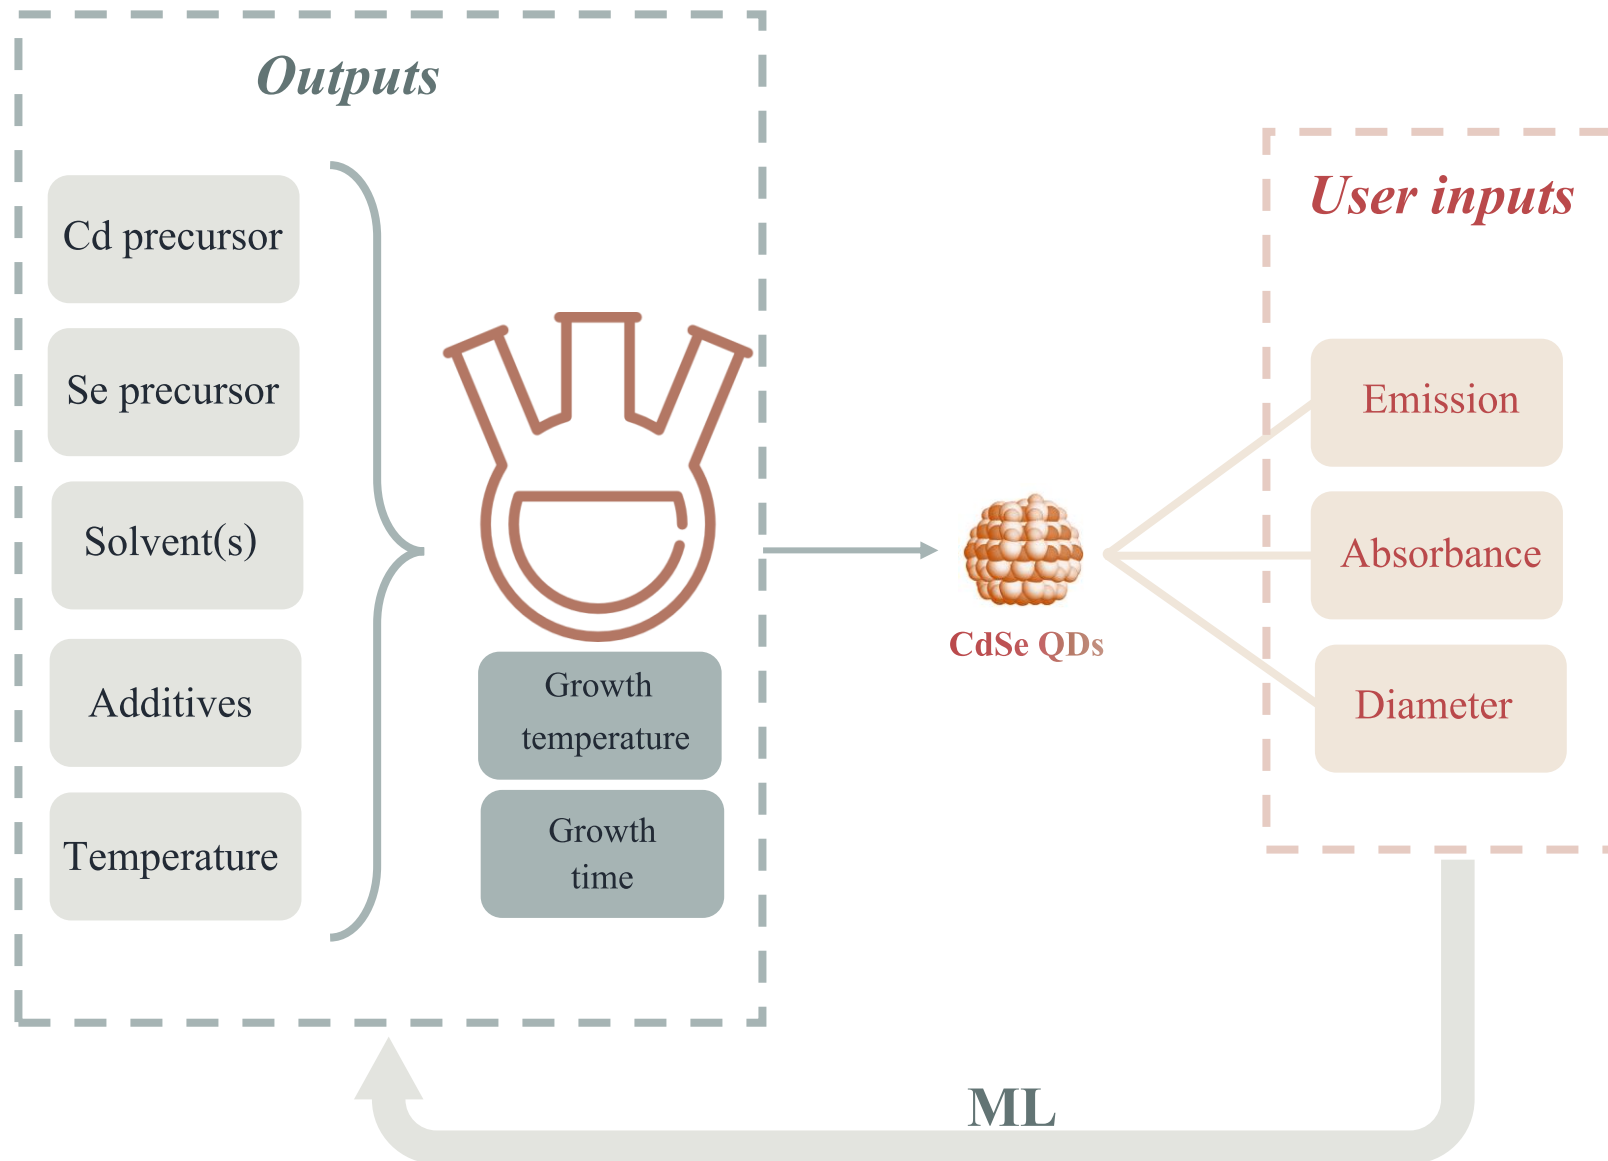 Outputs
Cd precursor
Se precursor
Solvent(s)
Additives
Temperature
Growth
temperature
Growth
time
CdSe QDs
User inputs
Emission
Absorbance
Diameter
ML